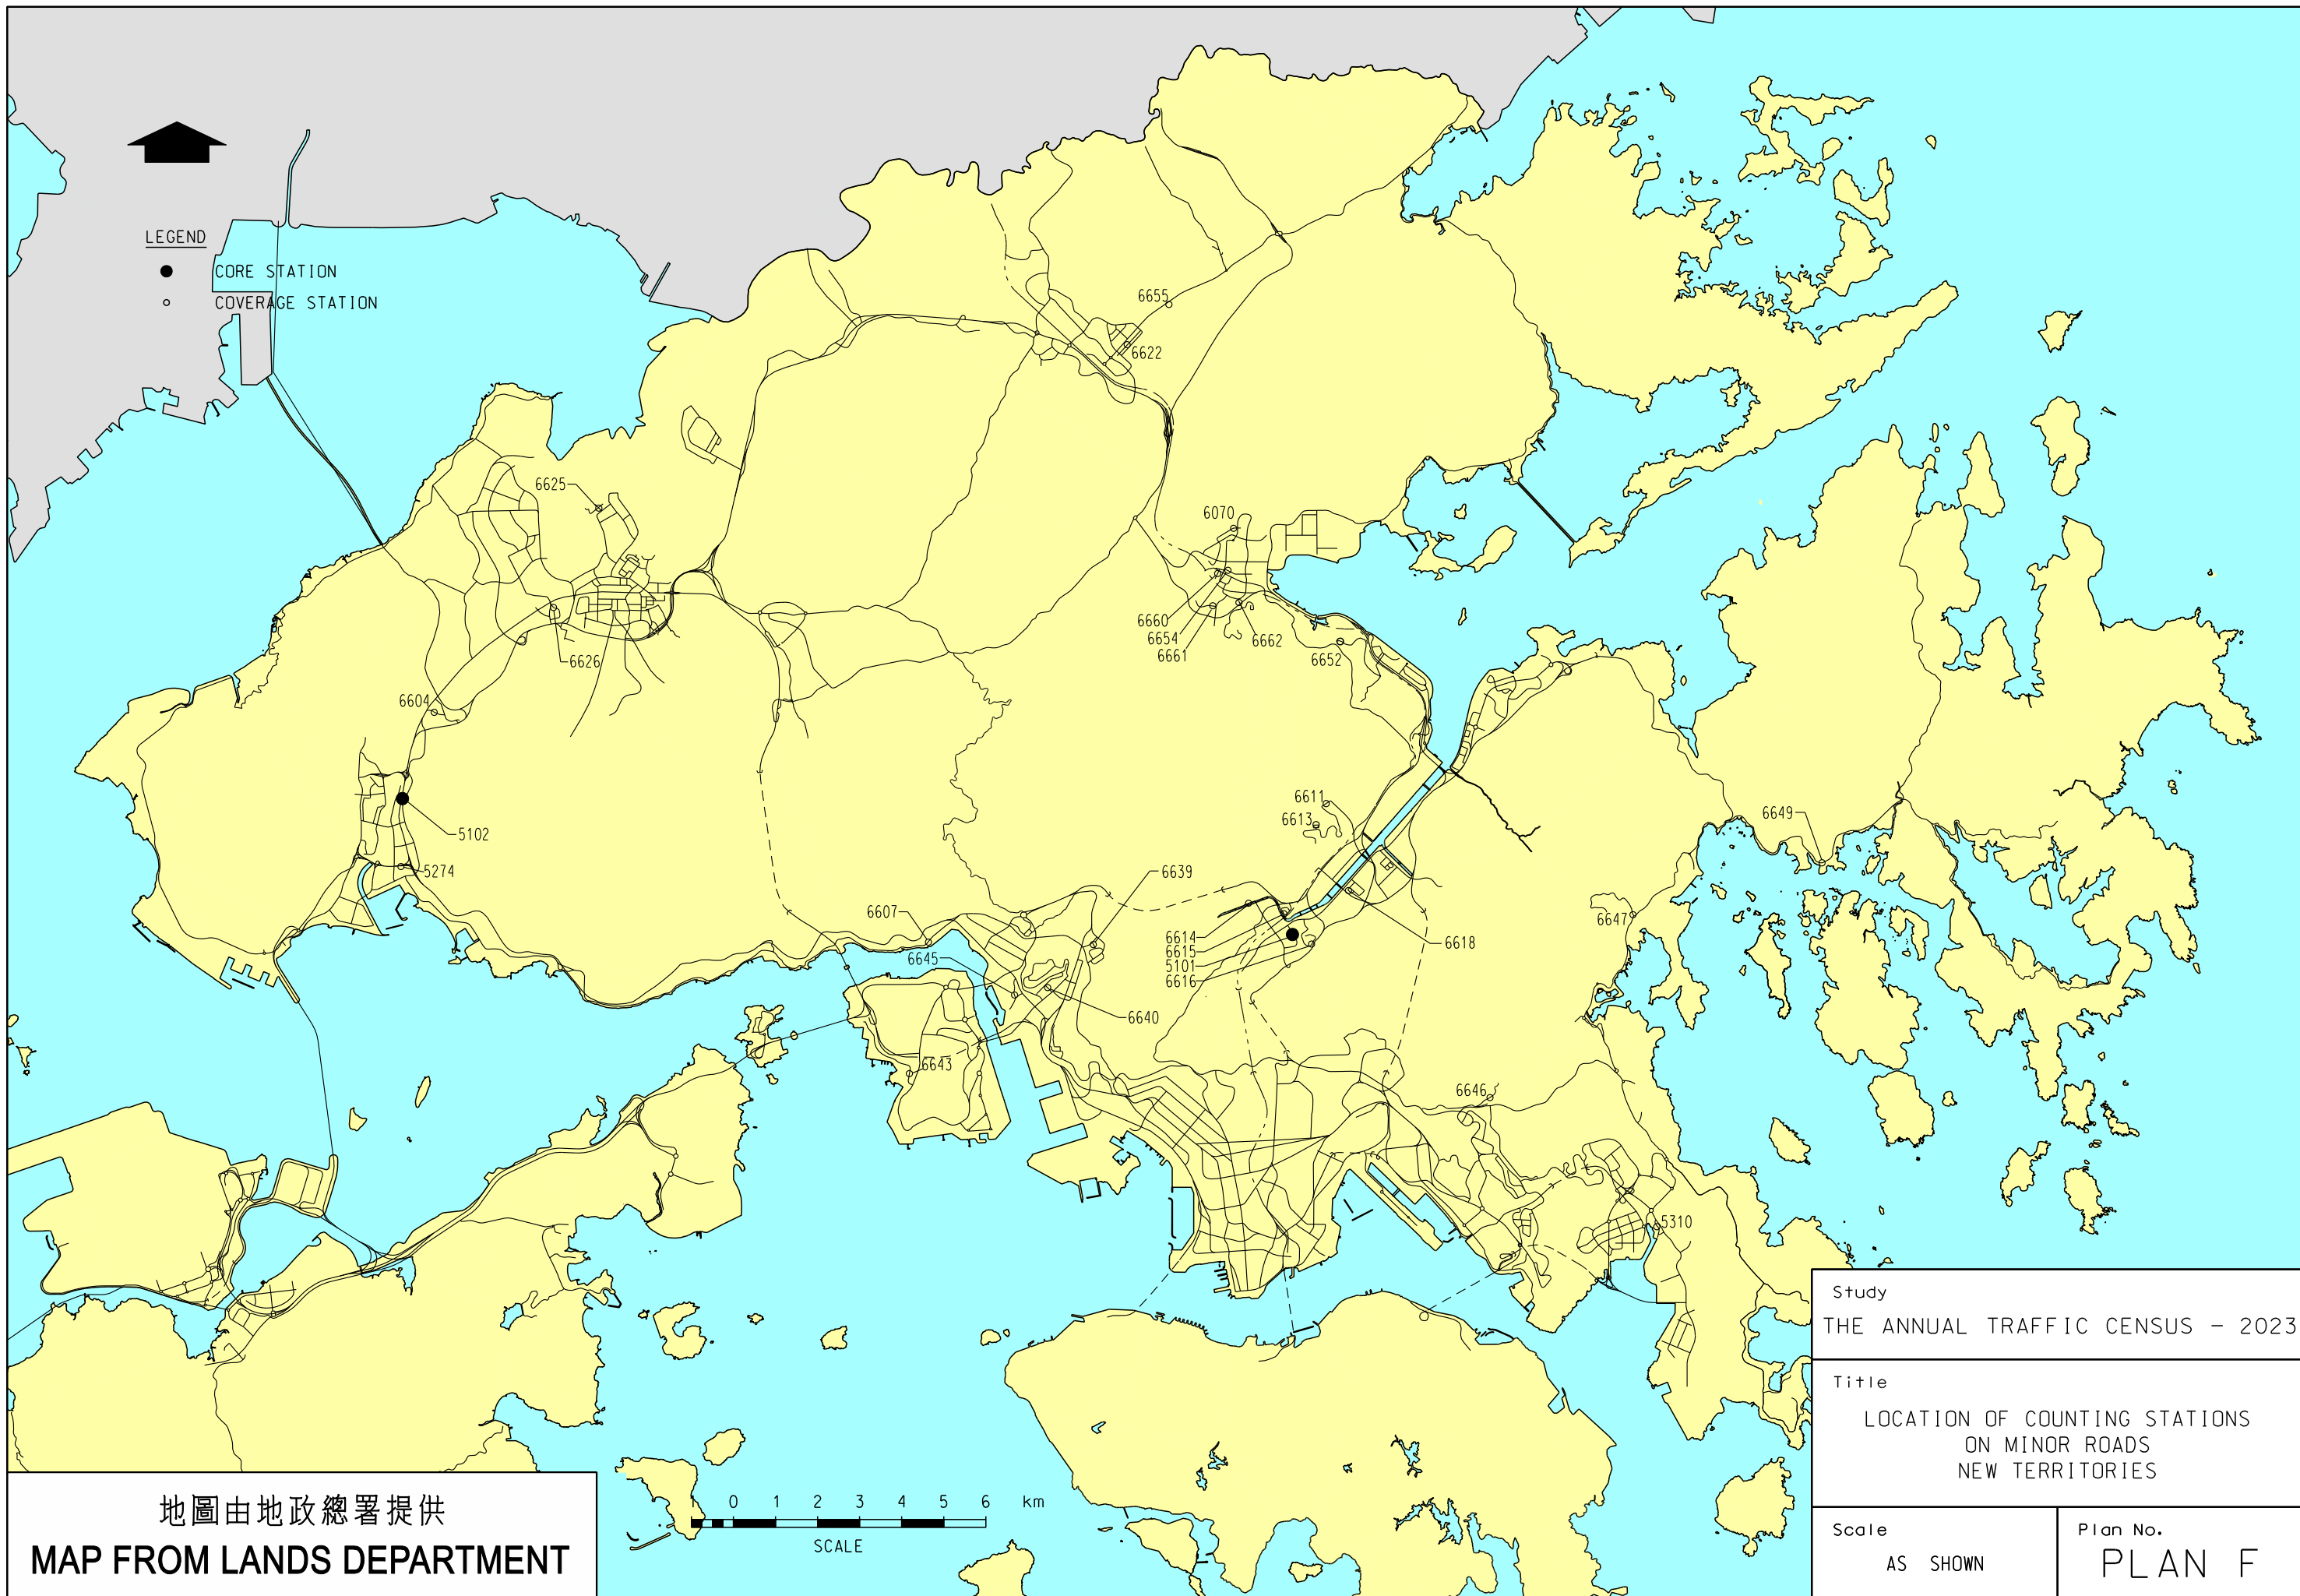 LEGEND
CORE STATION
COVERAGE STATION
6655
6622
6625
6070
6660
6654
6661
6662
6652
6626
6604
6611
6613
6649
5102
5274
6639
6607
6647
6614
6615
5101
6616
6618
6645
6640
6643
6646
5310
Study
THE ANNUAL TRAFFIC CENSUS - 2023
Title
LOCATION OF COUNTING STATIONS
ON MINOR ROADS
NEW TERRITORIES
Scale
AS SHOWN
Plan No.
PLAN F
地圖由地政總署提供
MAP FROM LANDS DEPARTMENT
0 1 2 3 4 5 6 km
SCALE